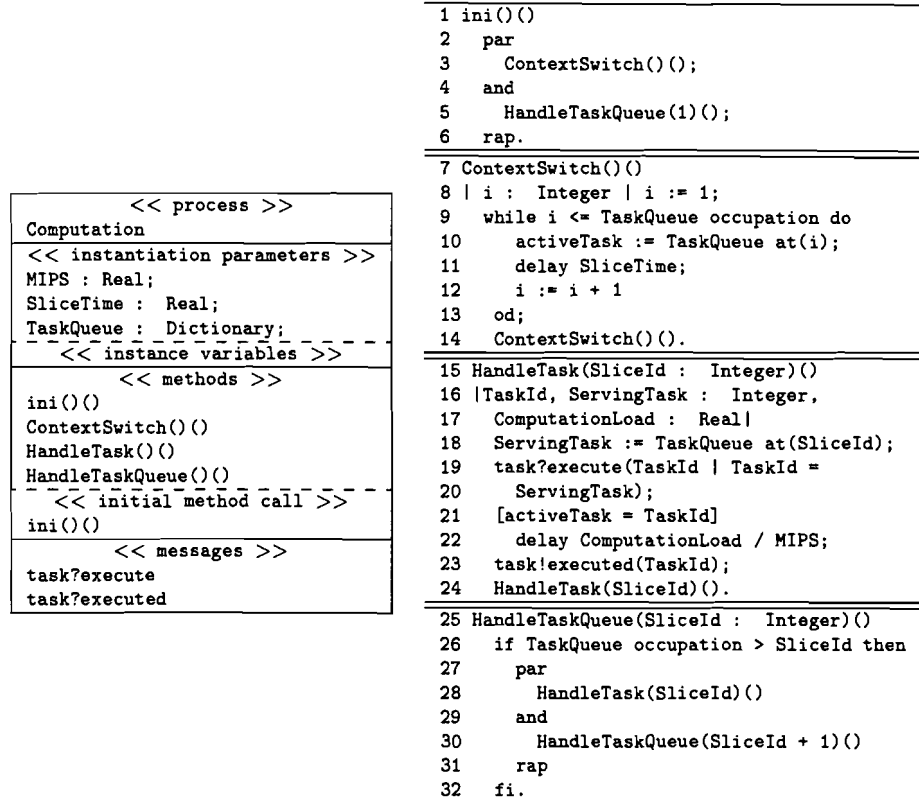 << process >>
Computation
<< instantiation parameters >>
MIPS : Real;
SliceTime : Real;
TaskQueue : Dictionary;
<< instance variables >>
<< methods >>
ini()()
ContextSwitch()()
HandleTask()()
HandleTaskQueue()()
<< initial method call >>
ini()()
<< messages >>
task?execute
task?executed
1 ini()()
2 par
3 ContextSwitch()();
4 and
5 HandleTaskQueue(1)();
6 rap.
7 ContextSwitch()()
8 | i : Integer | i := 1;
9 while i <= TaskQueue occupation do
10 activeTask := TaskQueue at(i);
11 delay SliceTime;
12 i := i + 1
13 od;
14 ContextSwitch()().
15 HandleTask(SliceId : Integer)()
16 |TaskId, ServingTask : Integer,
17 ComputationLoad : Real|
18 ServingTask := TaskQueue at(SliceId);
19 task?execute(TaskId | TaskId =
20 ServingTask);
21 [activeTask = TaskId]
22 delay ComputationLoad / MIPS;
23 task!executed(TaskId);
24 HandleTask(SliceId)().
25 HandleTaskQueue(SliceId : Integer)()
26 if TaskQueue occupation > SliceId then
27 par
28 HandleTask(SliceId)()
29 and
30 HandleTaskQueue(SliceId + 1)()
31 rap
32 fi.